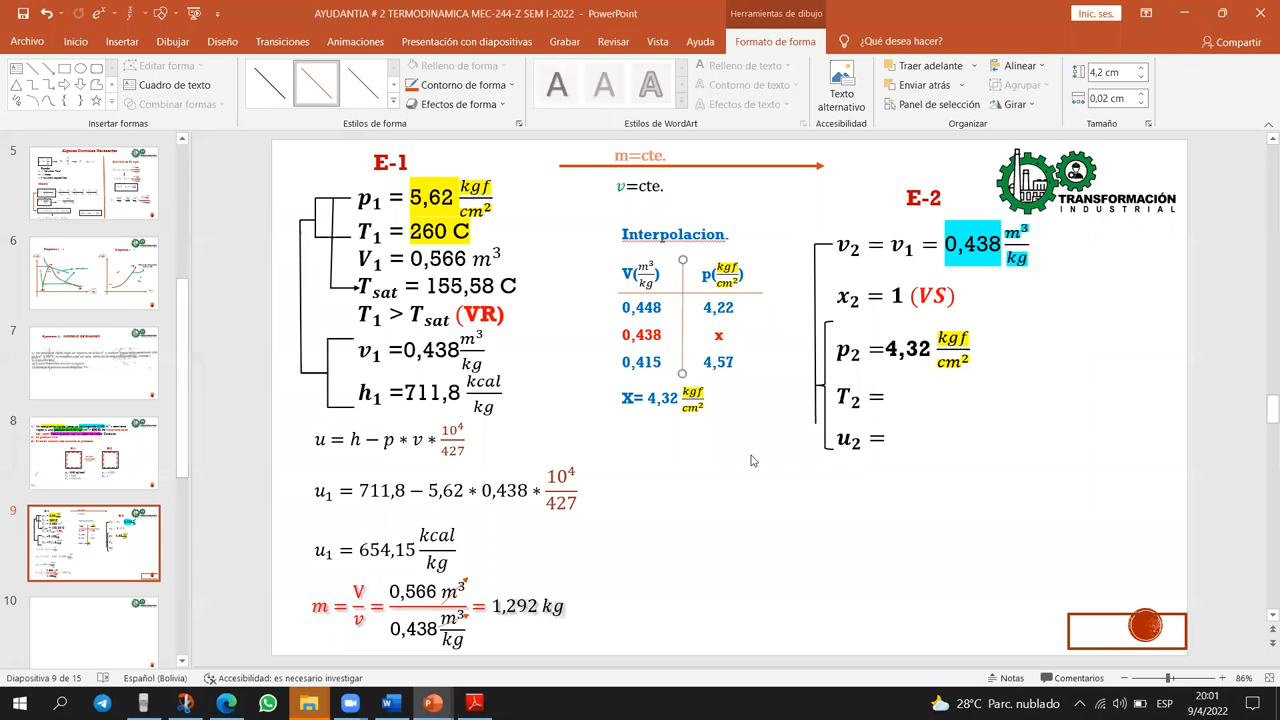 AYUDANTIA # 2 TRANSFORMACION MEC-244-Z SEM I-2022 - PowerPoint
Herramientas de dibujo
Inic. ses.
Archivo Inicio Insertar Dibujar Diseño Transiciones Animaciones Presentación con diapositivas Grabar Revisar Vista Ayuda Formato de forma ¿Qué desea hacer? Compartir
Editar forma
Cuadro de texto
Combinar formas
Insertar formas
Relleno de forma
Contorno de forma
Efectos de forma
Estilos de forma
A A A
Relleno de texto
Contorno de texto
Efectos de texto
Estilos de WordArt
Texto alternativo
Accesibilidad
Traer adelante
Enviar atrás
Panel de selección
Alinear
Agrupar
Girar
Organizar
4,2 cm
0,02 cm
Tamaño
5
7
8
9
10
E-1
p₁ = 5,62 kgf/cm²
T₁ = 260 C
V₁ = 0,566 m³
Tsat = 155,58 C
T₁ > Tsat (VR)
v₁ =0,438 m³/kg
h₁ =711,8 kcal/kg
u = h − p ∗ v ∗ 10⁴/427
u₁ = 711,8 − 5,62 ∗ 0,438 ∗ 10⁴/427
u₁ = 654,15 kcal/kg
m = V/v = 0,566 m³ / 0,438 m³/kg = 1,292 kg
m=cte.
v=cte.
Interpolacion.
V(m³/kg) p(kgf/cm²)
0,448 4,22
0,438 x
0,415 4,57
X= 4,32 kgf/cm²
E-2
v₂ = v₁ = 0,438 m³/kg
x₂ = 1 (VS)
p₂ =4,32 kgf/cm²
T₂ =
u₂ =
TRANSFORMACIÓN
INDUSTRIAL
Diapositiva 9 de 15 Español (Bolivia) Accesibilidad: es necesario investigar Notas Comentarios 86%
28°C Parc. nublado ESP 20:01
9/4/2022